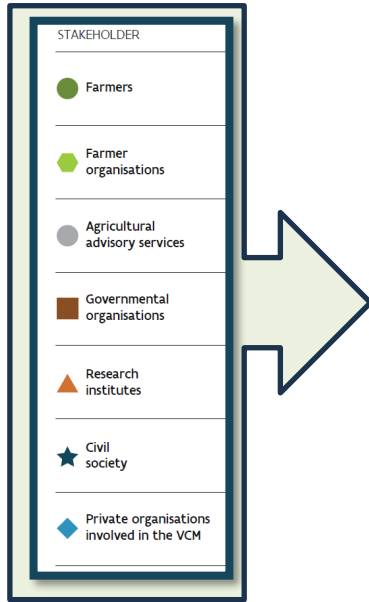 STAKEHOLDER
Farmers
Farmer
organisations
Agricultural
advisory services
Governmental
organisations
Research
institutes
Civil
society
Private organisations
involved in the VCM